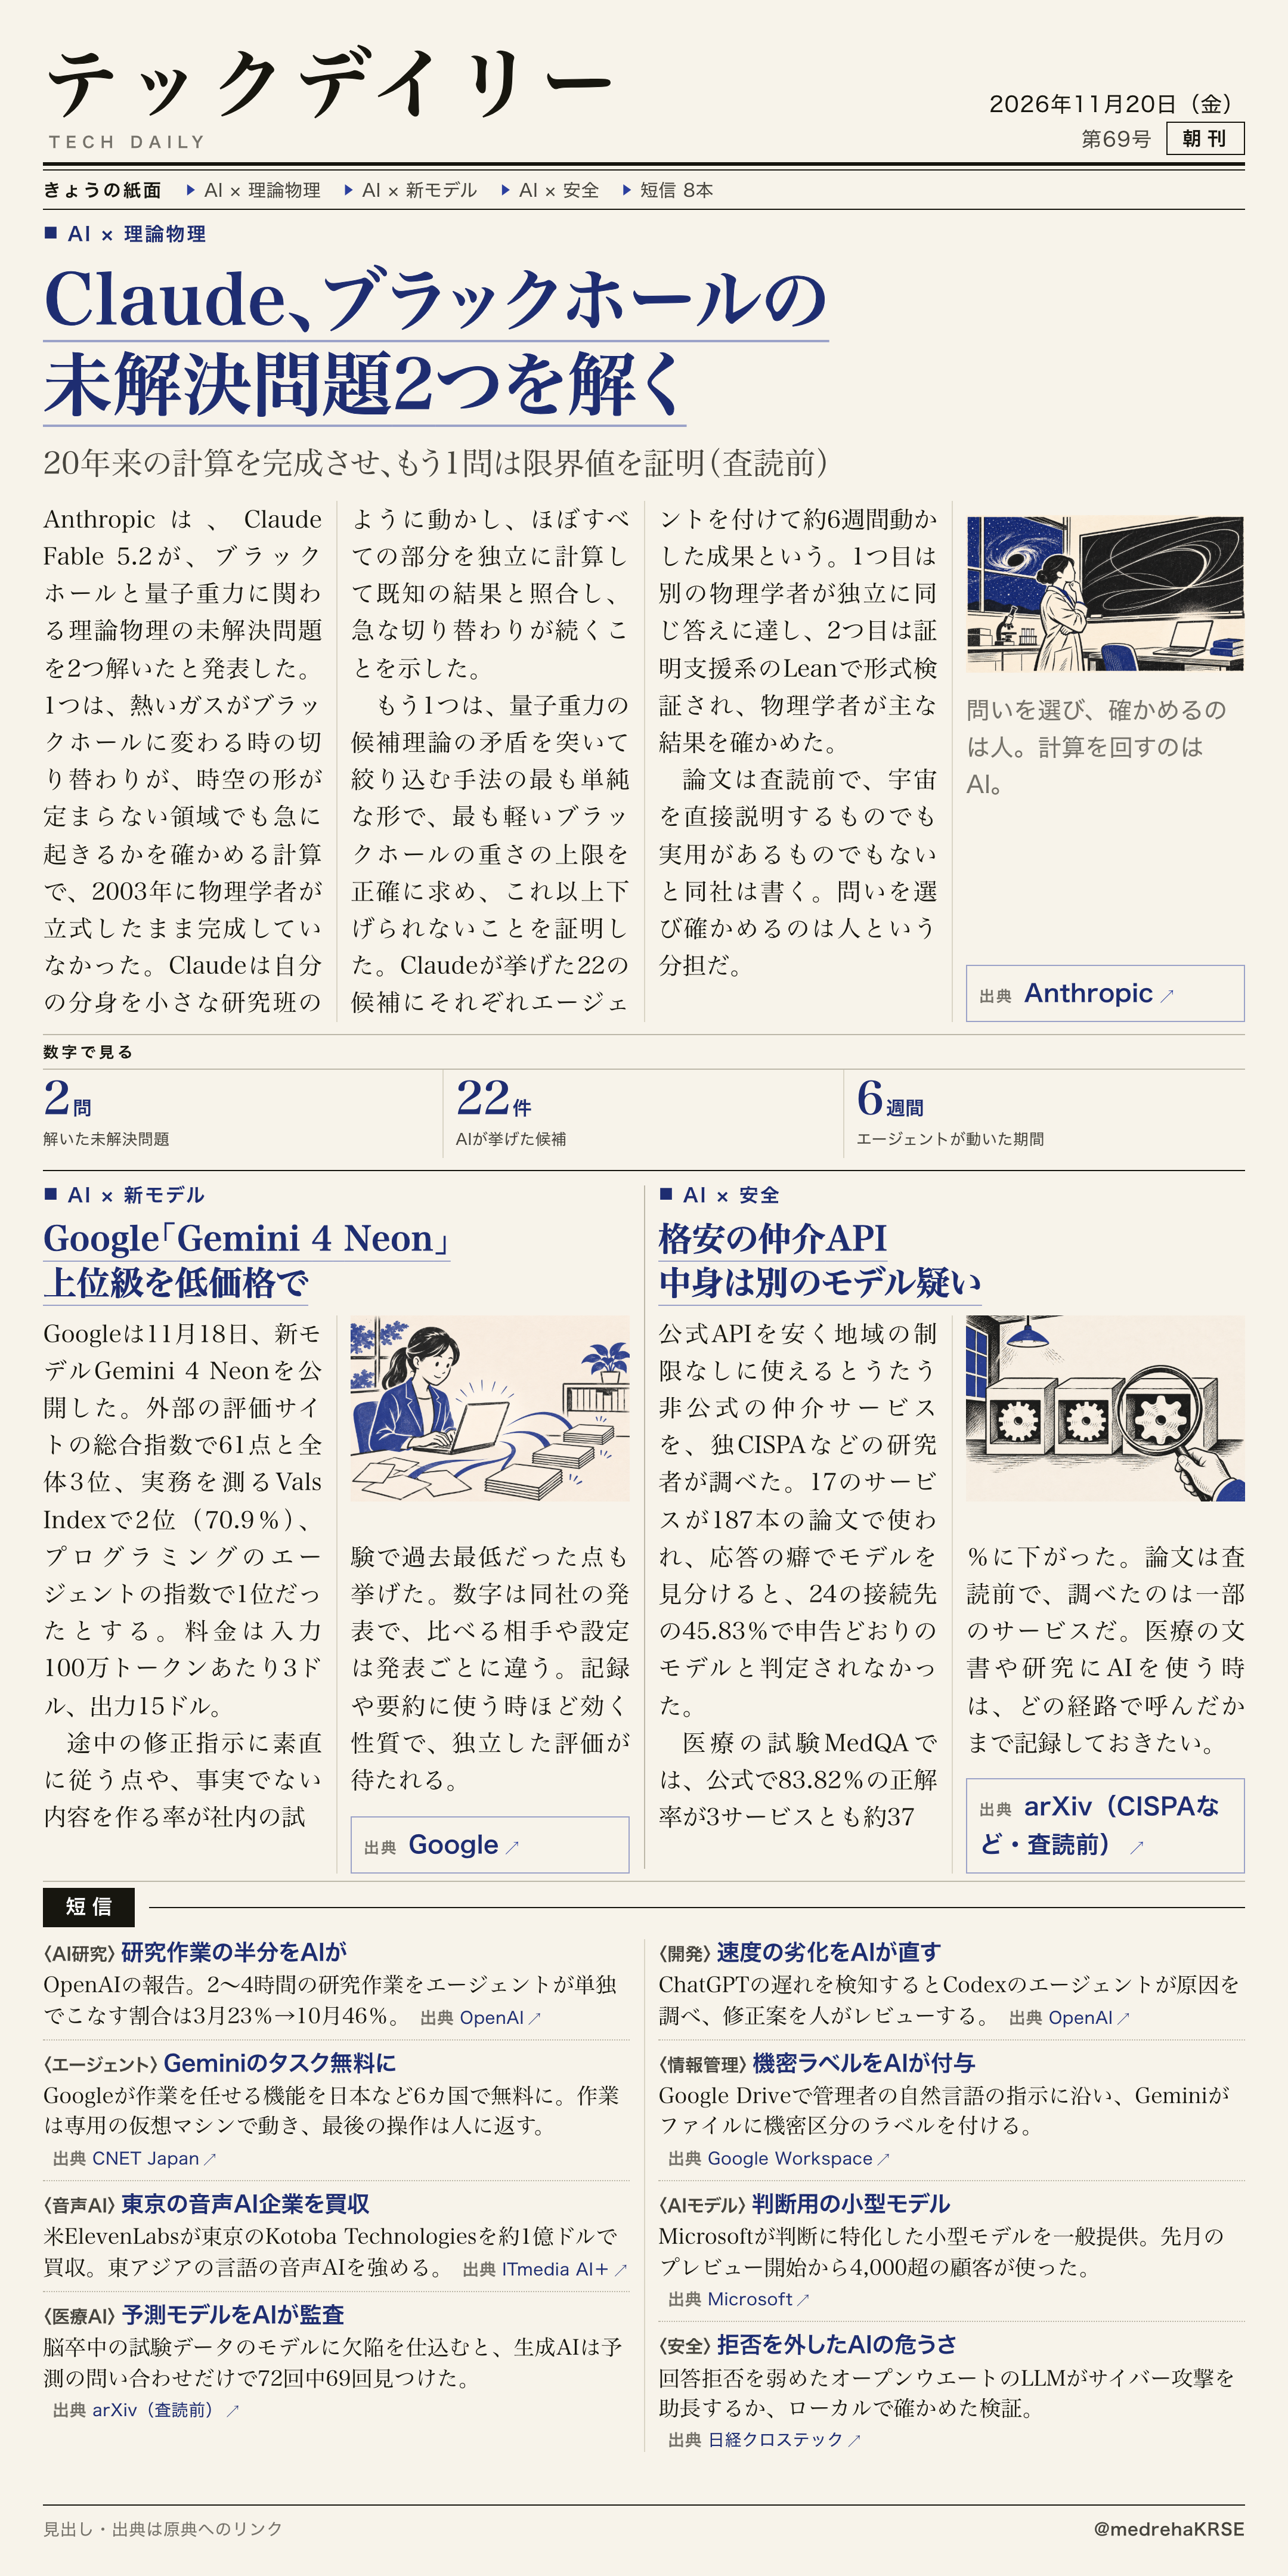 テックデイリー
TECH DAILY
2026年11月20日（金）
第69号 朝刊
きょうの紙面 ▶ AI × 理論物理 ▶ AI × 新モデル ▶ AI × 安全 ▶ 短信 8本
■ AI × 理論物理
Claude、ブラックホールの
未解決問題2つを解く
20年来の計算を完成させ、もう1問は限界値を証明（査読前）
Anthropic は 、 Claude
Fable 5.2が、ブラック
ホールと量子重力に関わ
る理論物理の未解決問題
を2つ解いたと発表した。
1つは、熱いガスがブラッ
クホールに変わる時の切
り替わりが、時空の形が
定まらない領域でも急に
起きるかを確かめる計算
で、2003年に物理学者が
立式したまま完成してい
なかった。Claudeは自分
の分身を小さな研究班の
ように動かし、ほぼすべ
ての部分を独立に計算し
て既知の結果と照合し、
急な切り替わりが続くこ
とを示した。
もう1つは、量子重力の
候補理論の矛盾を突いて
絞り込む手法の最も単純
な形で、最も軽いブラッ
クホールの重さの上限を
正確に求め、これ以上下
げられないことを証明し
た。Claudeが挙げた22の
候補にそれぞれエージェ
ントを付けて約6週間動か
した成果という。1つ目は
別の物理学者が独立に同
じ答えに達し、2つ目は証
明支援系のLeanで形式検
証され、物理学者が主な
結果を確かめた。
論文は査読前で、宇宙
を直接説明するものでも
実用があるものでもない
と同社は書く。問いを選
び確かめるのは人という
分担だ。
問いを選び、確かめるの
は人。計算を回すのは
AI。
出典 Anthropic ↗
数字で見る
2問
解いた未解決問題
22件
AIが挙げた候補
6週間
エージェントが動いた期間
■ AI × 新モデル
Google「Gemini 4 Neon」
上位級を低価格で
Googleは11月18日、新モ
デルGemini 4 Neonを公
開した。外部の評価サイ
トの総合指数で61点と全
体3位、実務を測るVals
Indexで2位（70.9%）、
プログラミングのエー
ジェントの指数で1位だっ
たとする。料金は入力
100万トークンあたり3ド
ル、出力15ドル。
途中の修正指示に素直
に従う点や、事実でない
内容を作る率が社内の試
験で過去最低だった点も
挙げた。数字は同社の発
表で、比べる相手や設定
は発表ごとに違う。記録
や要約に使う時ほど効く
性質で、独立した評価が
待たれる。
出典 Google ↗
■ AI × 安全
格安の仲介API
中身は別のモデル疑い
公式APIを安く地域の制
限なしに使えるとうたう
非公式の仲介サービス
を、独CISPAなどの研究
者が調べた。17のサービ
スが187本の論文で使わ
れ、応答の癖でモデルを
見分けると、24の接続先
の45.83%で申告どおりの
モデルと判定されなかっ
た。
医療の試験MedQAで
は、公式で83.82%の正解
率が3サービスとも約37
%に下がった。論文は査
読前で、調べたのは一部
のサービスだ。医療の文
書や研究にAIを使う時
は、どの経路で呼んだか
まで記録しておきたい。
出典 arXiv（CISPAな
ど・査読前） ↗
短信
〈AI研究〉研究作業の半分をAIが
OpenAIの報告。2〜4時間の研究作業をエージェントが単独
でこなす割合は3月23%→10月46%。 出典 OpenAI ↗
〈エージェント〉Geminiのタスク無料に
Googleが作業を任せる機能を日本など6カ国で無料に。作業
は専用の仮想マシンで動き、最後の操作は人に返す。
出典 CNET Japan ↗
〈音声AI〉東京の音声AI企業を買収
米ElevenLabsが東京のKotoba Technologiesを約1億ドルで
買収。東アジアの言語の音声AIを強める。 出典 ITmedia AI＋ ↗
〈医療AI〉予測モデルをAIが監査
脳卒中の試験データのモデルに欠陥を仕込むと、生成AIは予
測の問い合わせだけで72回中69回見つけた。
出典 arXiv（査読前） ↗
〈開発〉速度の劣化をAIが直す
ChatGPTの遅れを検知するとCodexのエージェントが原因を
調べ、修正案を人がレビューする。 出典 OpenAI ↗
〈情報管理〉機密ラベルをAIが付与
Google Driveで管理者の自然言語の指示に沿い、Geminiが
ファイルに機密区分のラベルを付ける。
出典 Google Workspace ↗
〈AIモデル〉判断用の小型モデル
Microsoftが判断に特化した小型モデルを一般提供。先月の
プレビュー開始から4,000超の顧客が使った。
出典 Microsoft ↗
〈安全〉拒否を外したAIの危うさ
回答拒否を弱めたオープンウエートのLLMがサイバー攻撃を
助長するか、ローカルで確かめた検証。
出典 日経クロステック ↗
見出し・出典は原典へのリンク
@medrehaKRSE